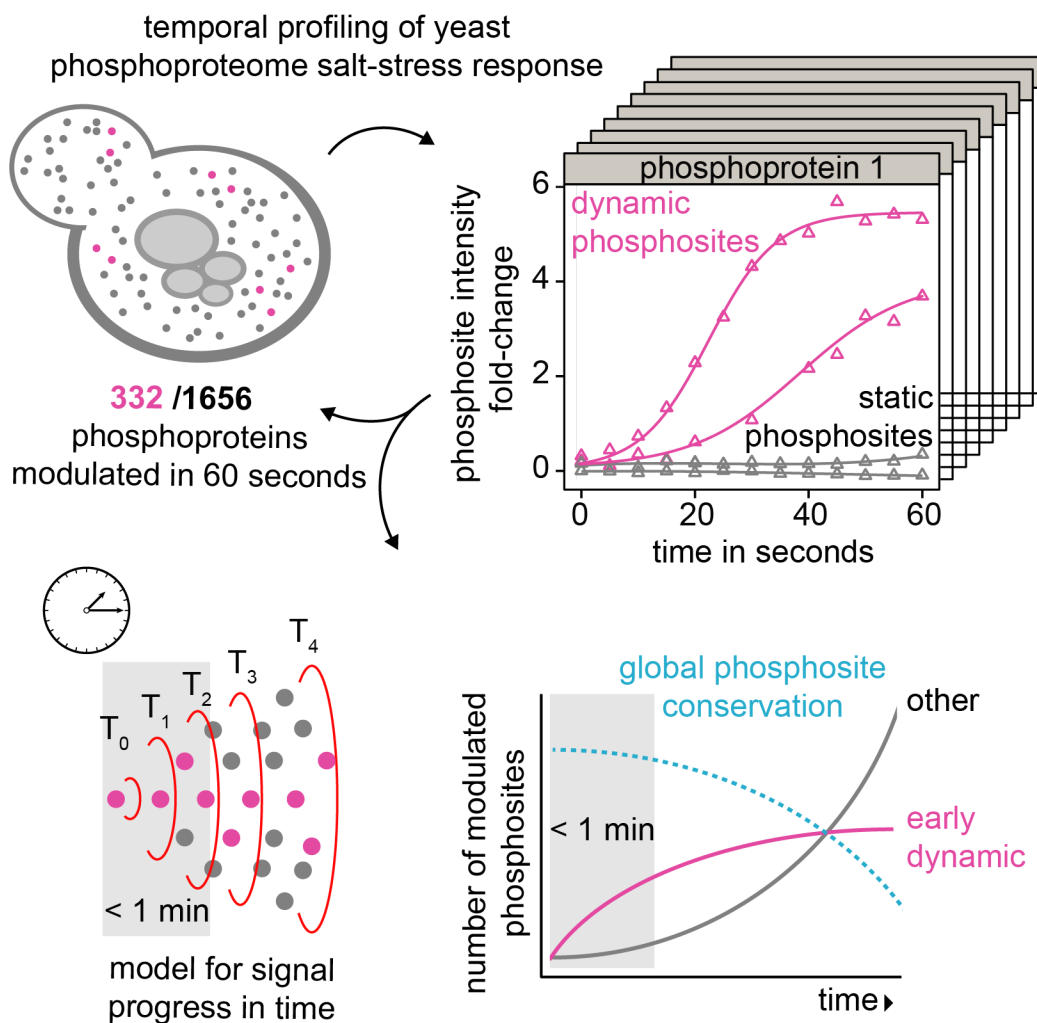 temporal profiling of yeast
phosphoproteome salt-stress response
332 /1656
phosphoproteins
modulated in 60 seconds
phosphoprotein 1
dynamic
phosphosites
static
phosphosites
phosphosite intensity
fold-change
6
4
2
0
0 20 40 60
time in seconds
T0 T1 T2 T3 T4
< 1 min
model for signal
progress in time
global phosphosite
conservation
other
early
dynamic
< 1 min
number of modulated
phosphosites
time